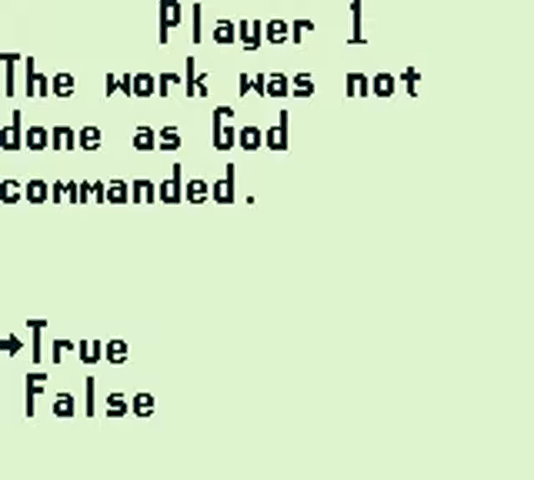 Player 1
The work was not
done as God
commanded.
→True
False